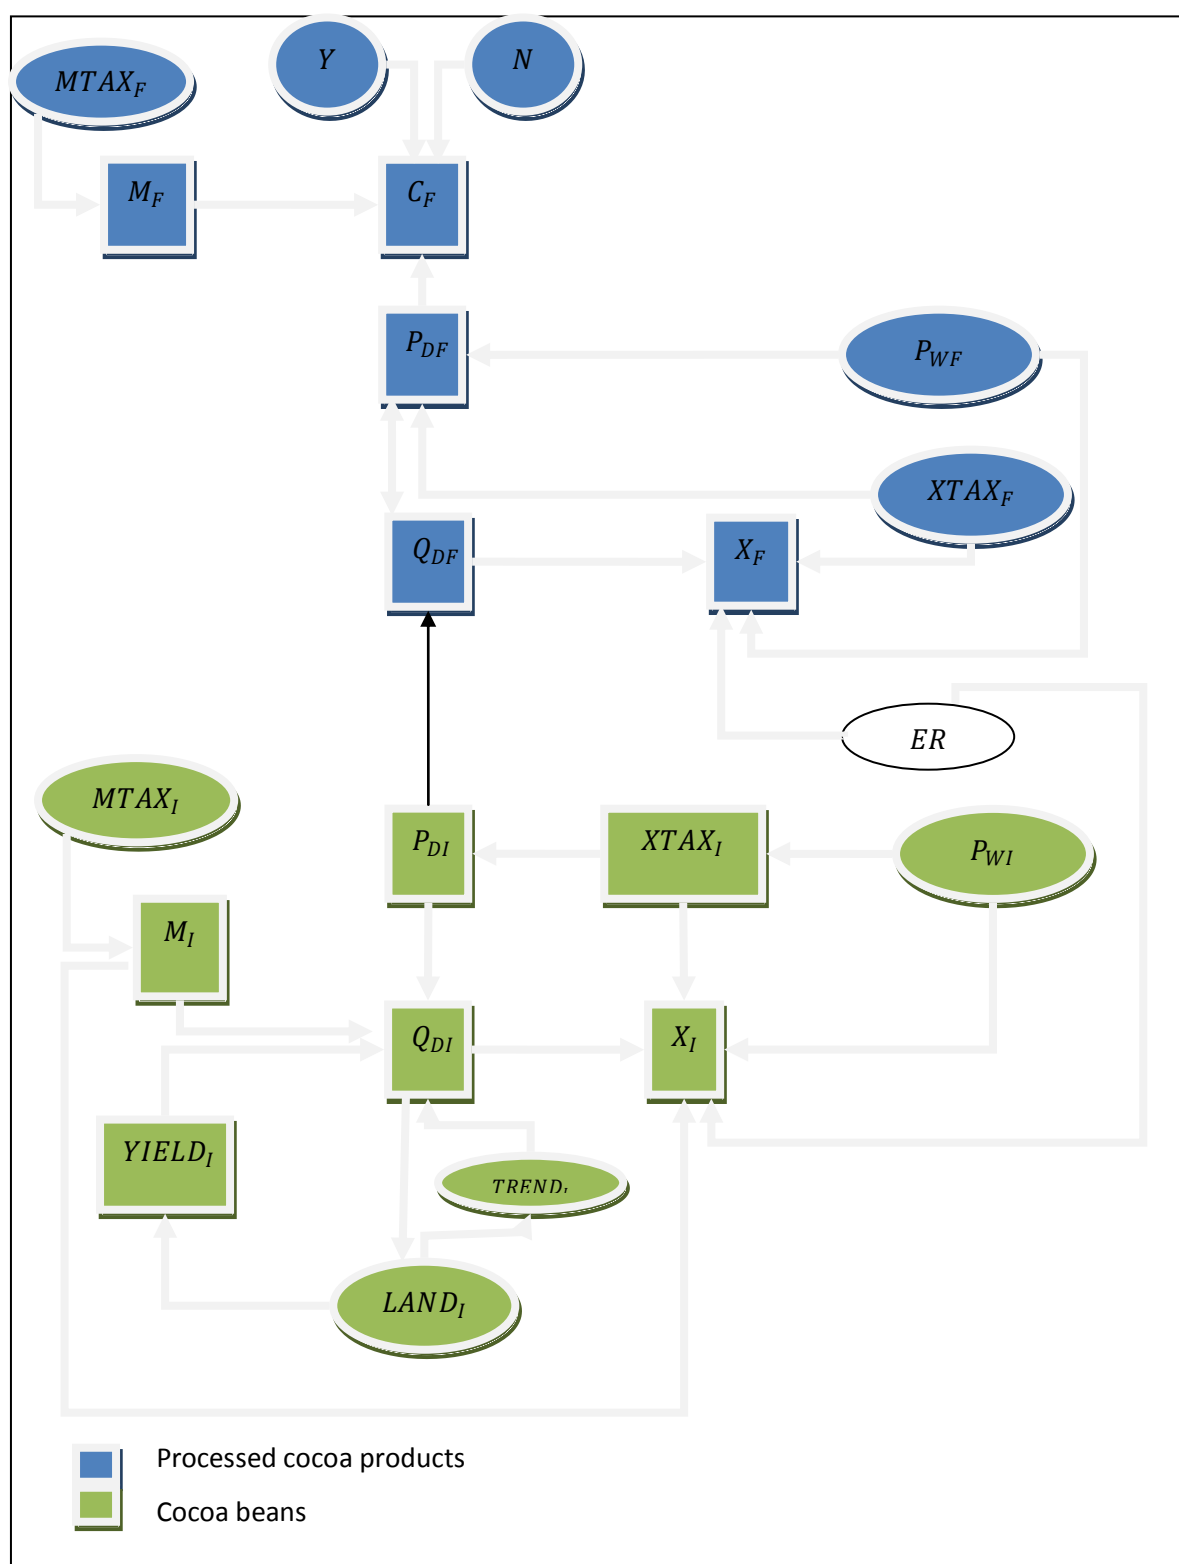 Y N
MTAX_F
M_F C_F
P_DF P_WF
XTAX_F
Q_DF X_F
ER
MTAX_I
P_DI XTAX_I P_WI
M_I
Q_DI X_I
YIELD_I
TREND_I
LAND_I
Processed cocoa products
Cocoa beans